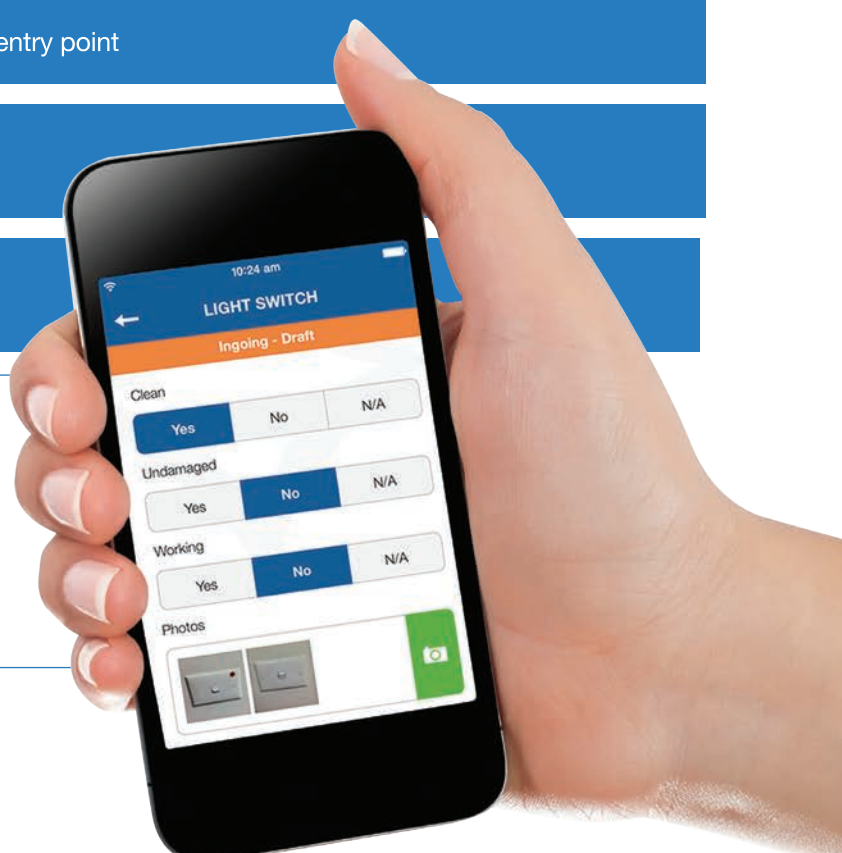 entry point
10:24 am
LIGHT SWITCH
Ingoing - Draft
Clean
Yes No N/A
Undamaged
Yes No N/A
Working
Yes No N/A
Photos